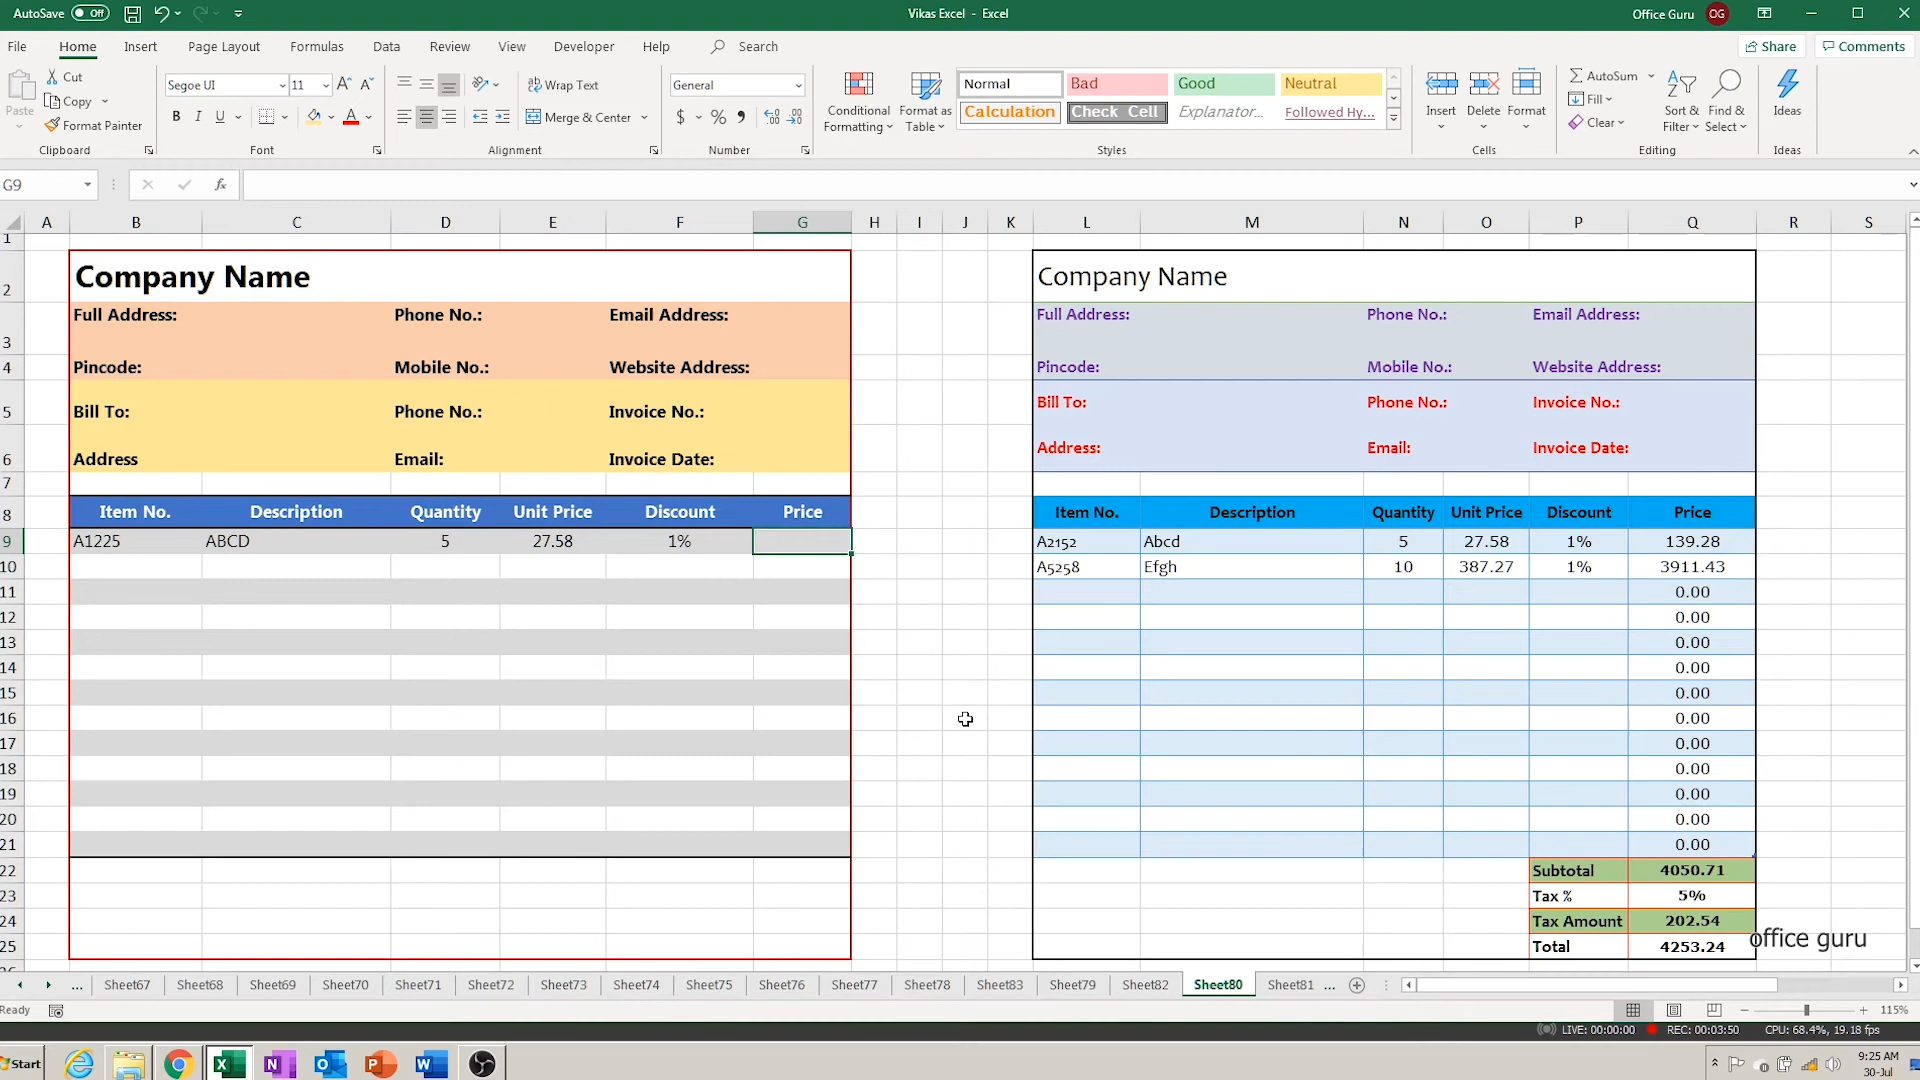 AutoSave Off Vikas Excel - Excel Office Guru OG
File Home Insert Page Layout Formulas Data Review View Developer Help Search Share Comments
Paste Cut Copy Format Painter Clipboard
Segoe UI 11 B I U Font
Wrap Text Merge & Center Alignment
General $ % Number
Conditional Formatting Format as Table
Normal Bad Good Neutral
Calculation Check Cell Explanator... Followed Hy...
Styles
Insert Delete Format Cells
AutoSum Fill Clear Sort & Filter Find & Select Editing
Ideas Ideas
G9 fx
A B C D E F G H I J K L M N O P Q R S
1
2 Company Name Company Name
3 Full Address: Phone No.: Email Address: Full Address: Phone No.: Email Address:
4 Pincode: Mobile No.: Website Address: Pincode: Mobile No.: Website Address:
5 Bill To: Phone No.: Invoice No.: Bill To: Phone No.: Invoice No.:
6 Address Email: Invoice Date: Address: Email: Invoice Date:
7
8 Item No. Description Quantity Unit Price Discount Price Item No. Description Quantity Unit Price Discount Price
9 A1225 ABCD 5 27.58 1% A2152 Abcd 5 27.58 1% 139.28
10 A5258 Efgh 10 387.27 1% 3911.43
11 0.00
12 0.00
13 0.00
14 0.00
15 0.00
16 0.00
17 0.00
18 0.00
19 0.00
20 0.00
21 0.00
22 Subtotal 4050.71
23 Tax % 5%
24 Tax Amount 202.54
25 Total 4253.24
office guru
... Sheet67 Sheet68 Sheet69 Sheet70 Sheet71 Sheet72 Sheet73 Sheet74 Sheet75 Sheet76 Sheet77 Sheet78 Sheet83 Sheet79 Sheet82 Sheet80 Sheet81 ...
Ready 115%
LIVE: 00:00:00 REC: 00:03:50 CPU: 68.4%, 19.18 fps
Start 9:25 AM
30-Jul